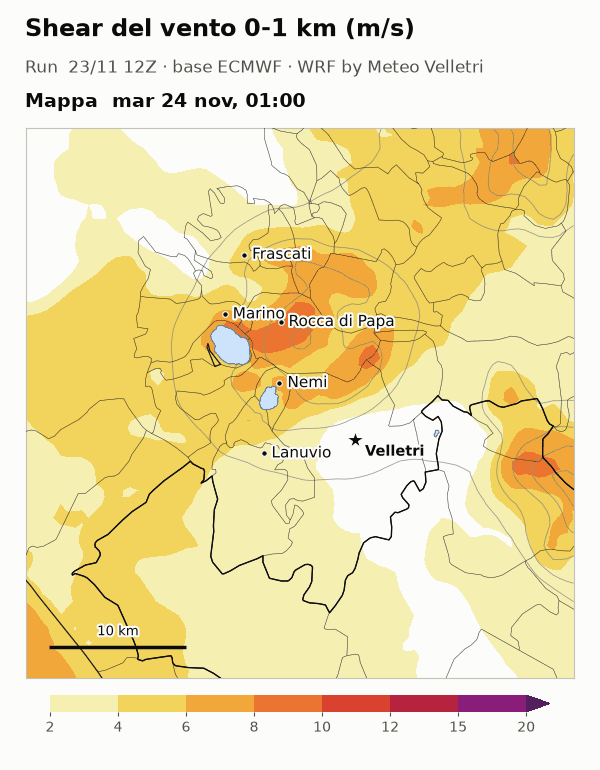 Shear del vento 0-1 km (m/s)
Run  23/11 12Z · base ECMWF · WRF by Meteo Velletri
Mappa  mar 24 nov, 01:00
Frascati
Marino
Rocca di Papa
Nemi
Velletri
Lanuvio
10 km
2 4 6 8 10 12 15 20